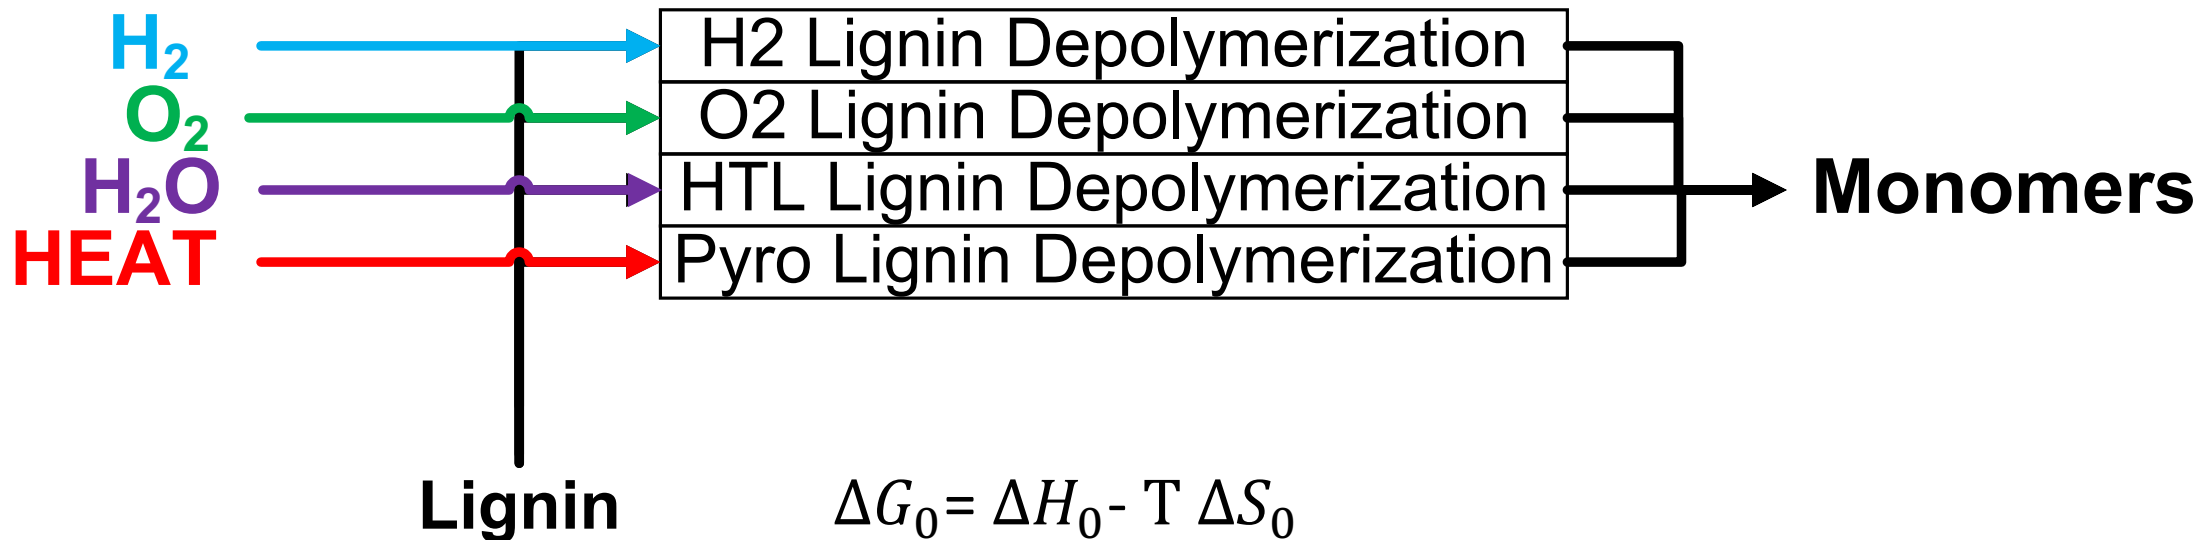 H₂ H2 Lignin Depolymerization
O₂ O2 Lignin Depolymerization
H₂O HTL Lignin Depolymerization
HEAT Pyro Lignin Depolymerization
Monomers
Lignin
ΔG₀= ΔH₀- T ΔS₀